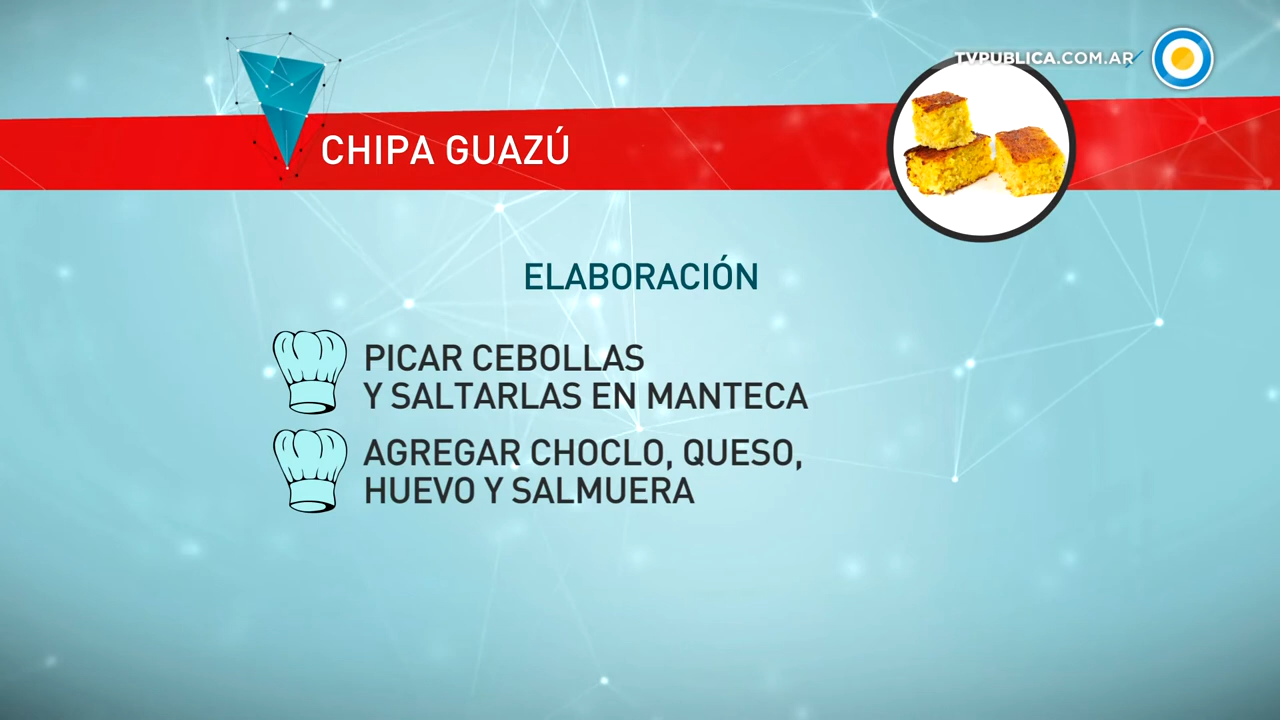 TVPUBLICA.COM.AR
CHIPA GUAZÚ
ELABORACIÓN
PICAR CEBOLLAS
Y SALTARLAS EN MANTECA
AGREGAR CHOCLO, QUESO,
HUEVO Y SALMUERA